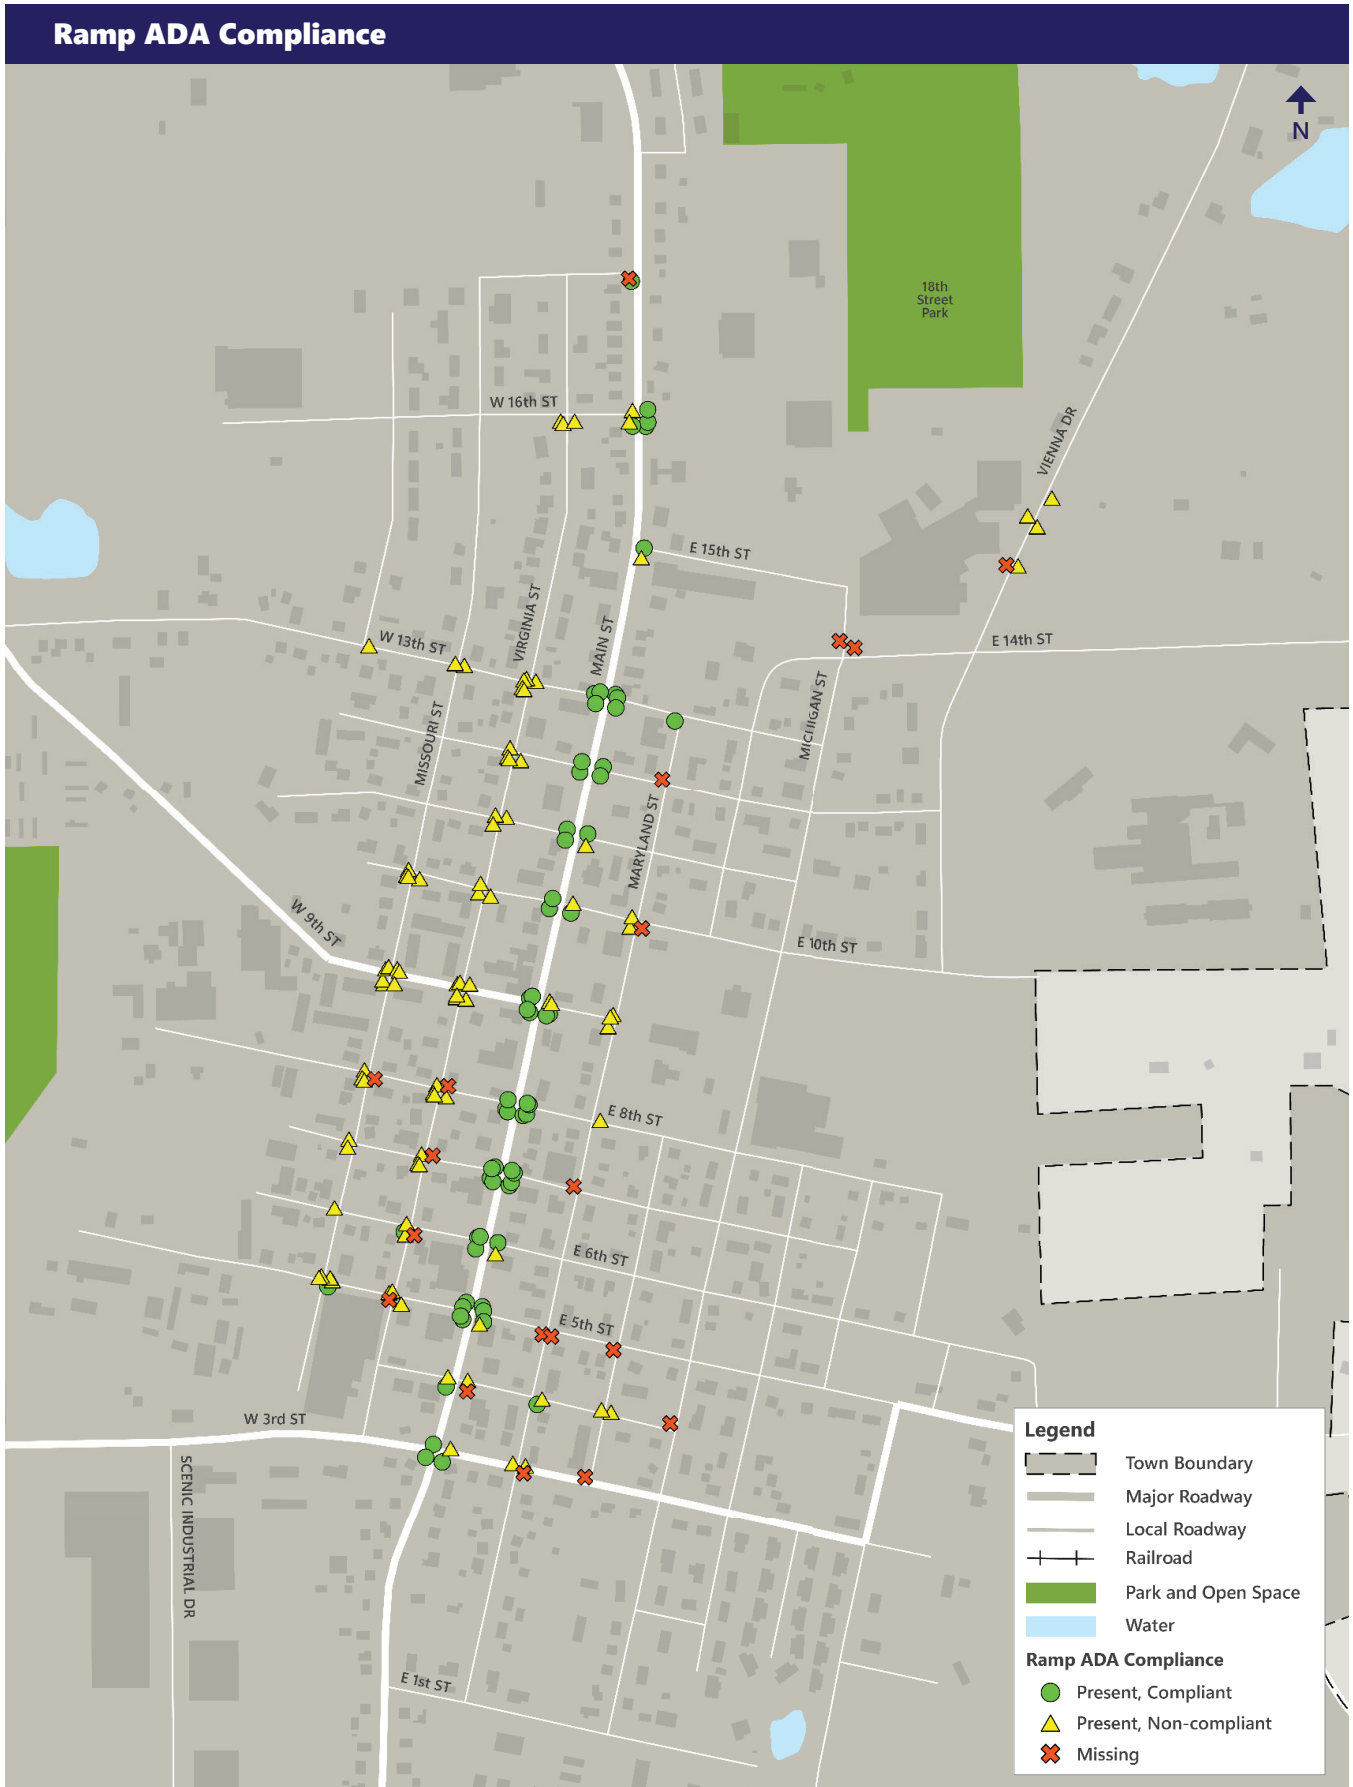 Ramp ADA Compliance
N
18th
Street
Park
W 16th ST
VIENNA DR
E 15th ST
VIRGINIA ST
MAIN ST
W 13th ST
E 14th ST
MICHIGAN ST
MISSOURI ST
MARYLAND ST
W 9th ST
E 10th ST
E 8th ST
E 6th ST
E 5th ST
W 3rd ST
SCENIC INDUSTRIAL DR
E 1st ST
Legend
Town Boundary
Major Roadway
Local Roadway
Railroad
Park and Open Space
Water
Ramp ADA Compliance
Present, Compliant
Present, Non-compliant
Missing